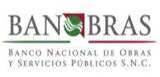 BANOBRAS
BANCO NACIONAL DE OBRAS
Y SERVICIOS PÚBLICOS S.N.C.